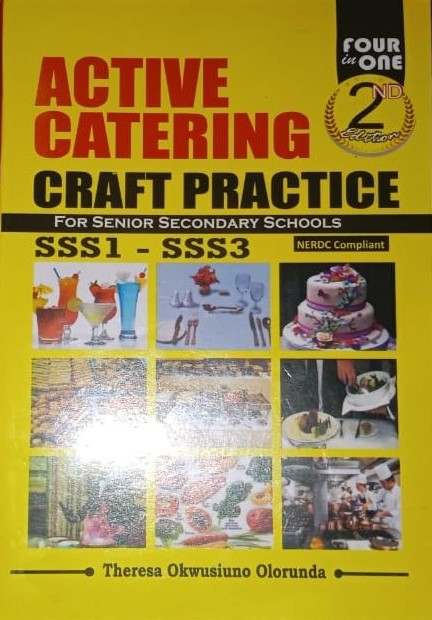 FOUR
in ONE
2ND
Edition
ACTIVE
CATERING
CRAFT PRACTICE
FOR SENIOR SECONDARY SCHOOLS
SSS1 - SSS3
NERDC Compliant
Theresa Okwusiuno Olorunda